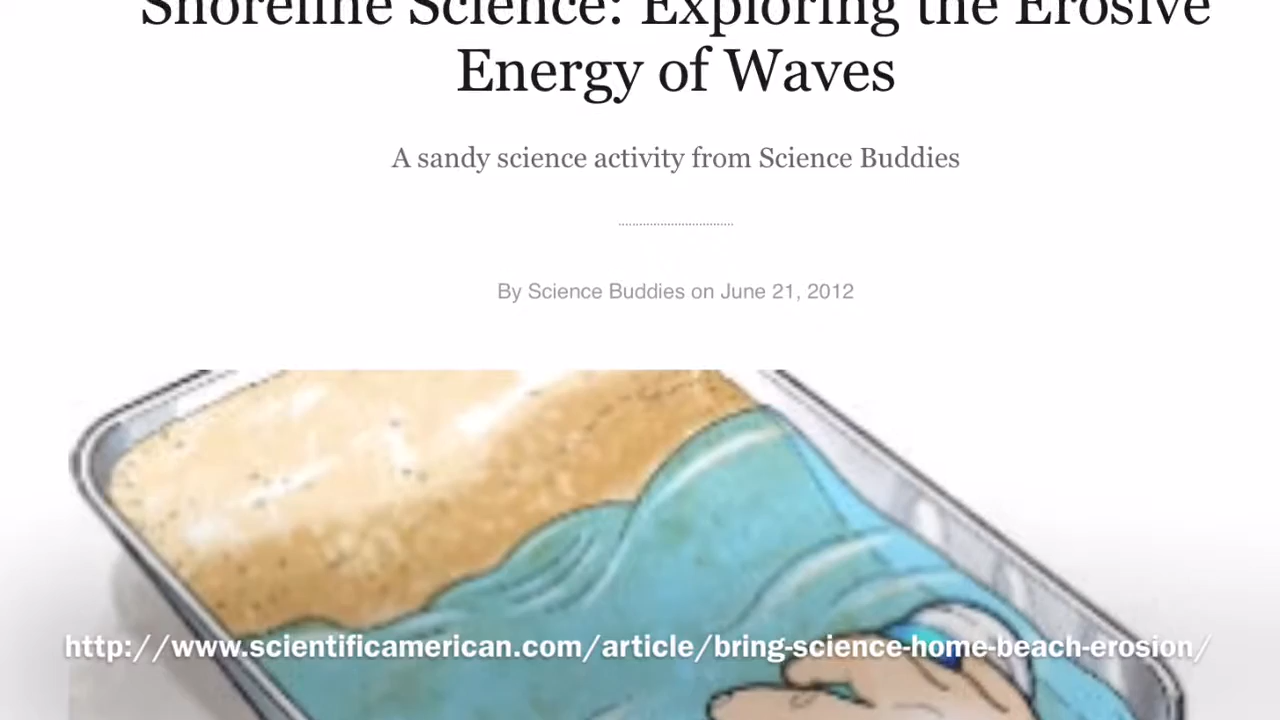 Shoreline Science: Exploring the Erosive
Energy of Waves
A sandy science activity from Science Buddies
By Science Buddies on June 21, 2012
http://www.scientificamerican.com/article/bring-science-home-beach-erosion/